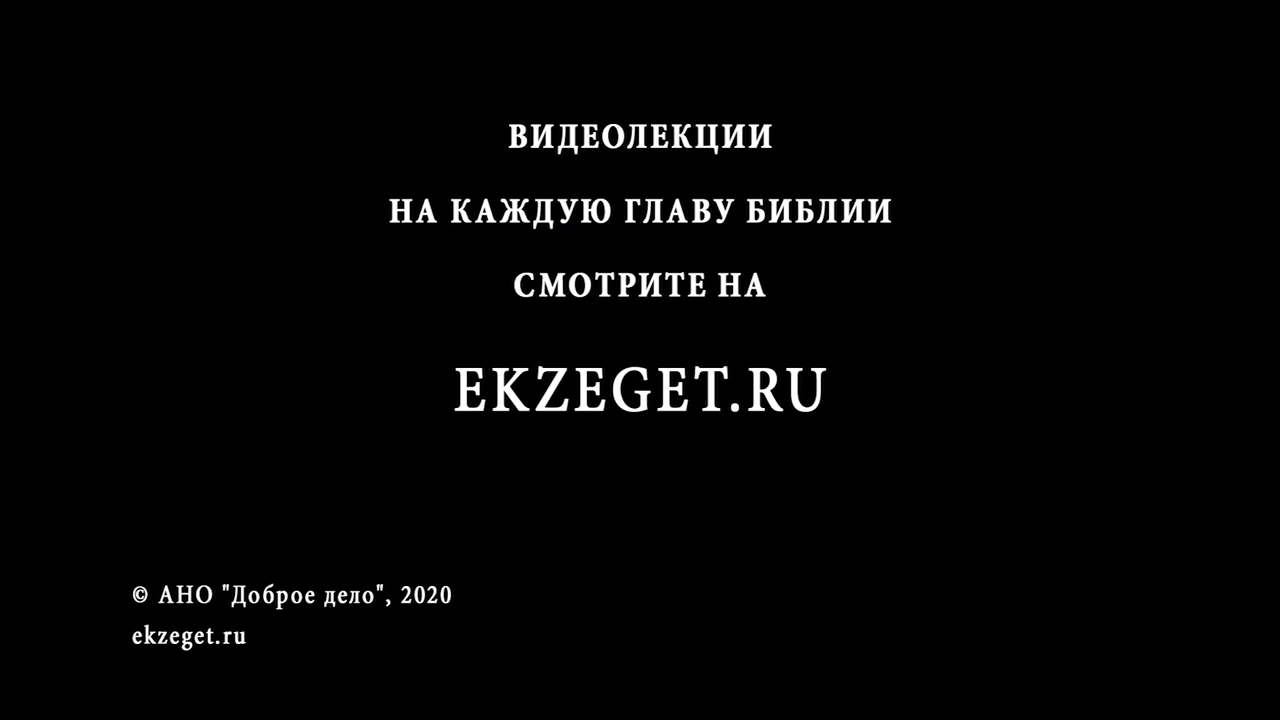 ВИДЕОЛЕКЦИИ
НА КАЖДУЮ ГЛАВУ БИБЛИИ
СМОТРИТЕ НА
EKZEGET.RU
© АНО "Доброе дело", 2020
ekzeget.ru